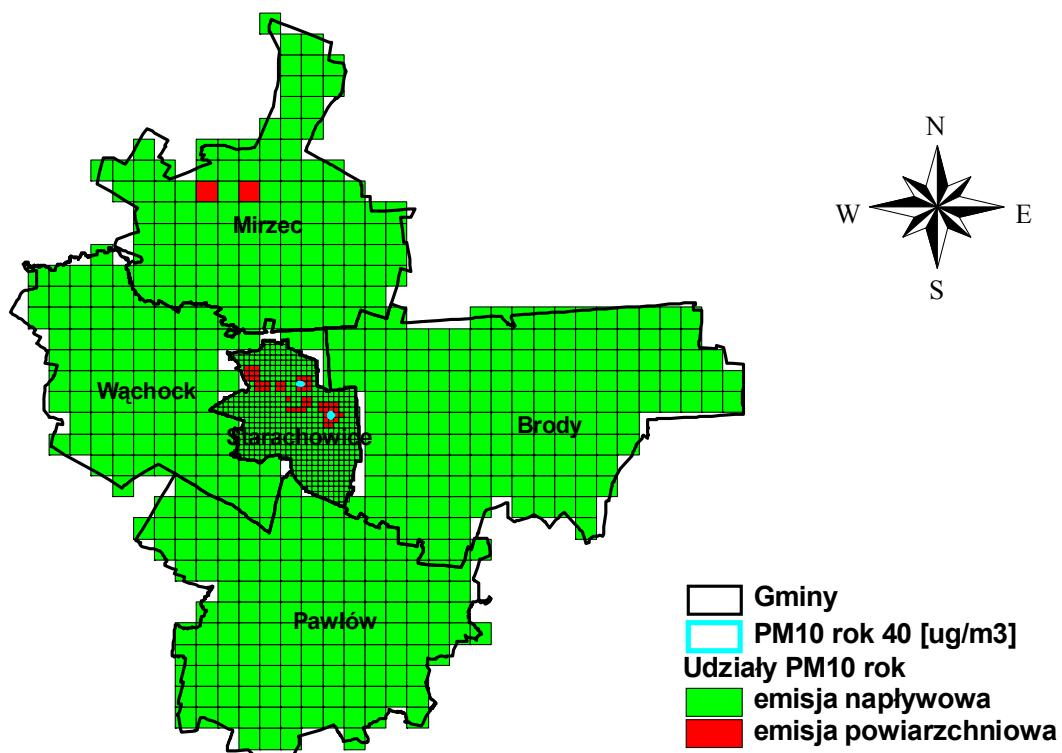 N
W E
S
Mirzec
Wąchock
Starachowice
Brody
Pawłów
Gminy
PM10 rok 40 [ug/m3]
Udziały PM10 rok
emisja napływowa
emisja powiarzchniowa